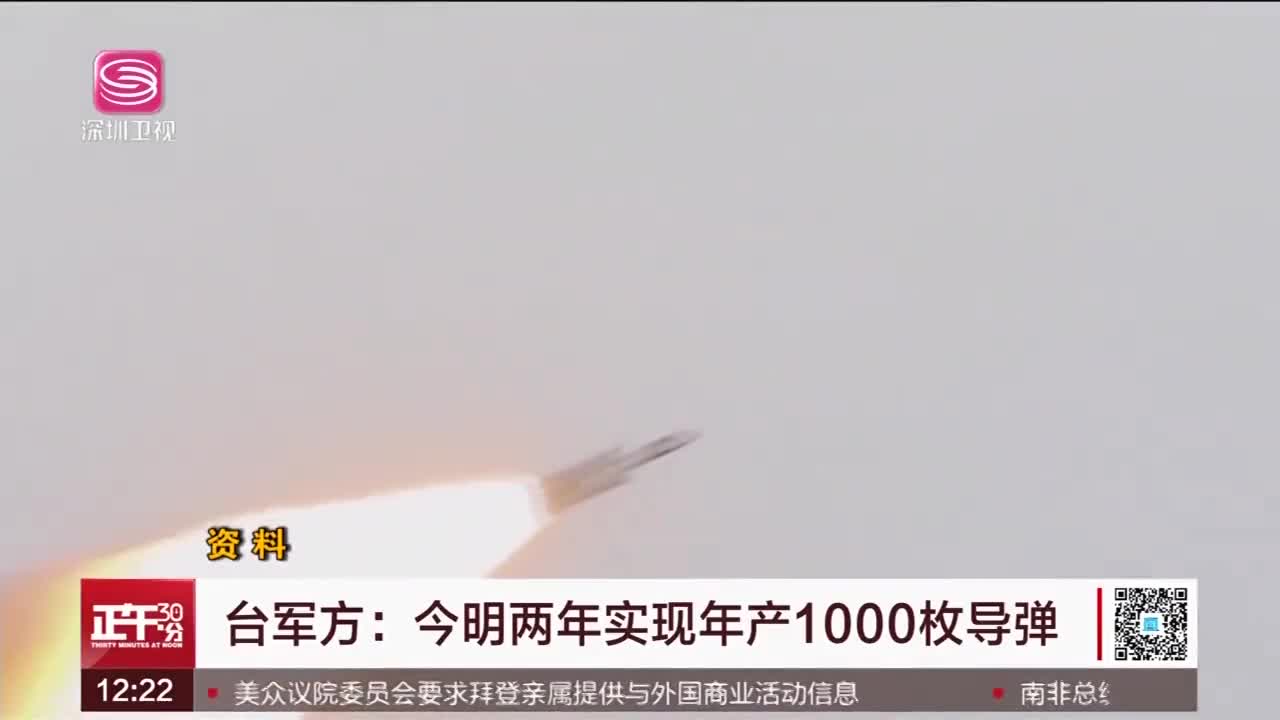 深圳卫视
资料
正午30分
THIRTY MINUTES AT NOON
台军方：今明两年实现年产1000枚导弹
12:22
美众议院委员会要求拜登亲属提供与外国商业活动信息
南非总